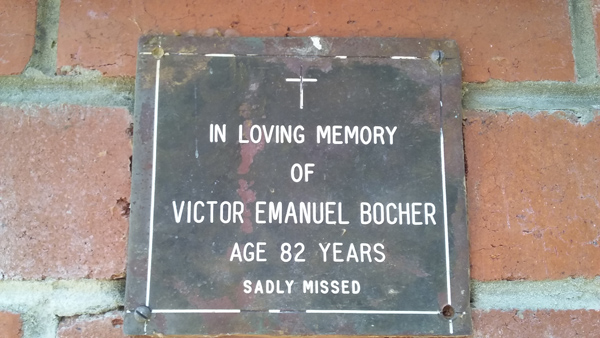 IN LOVING MEMORY
OF
VICTOR EMANUEL BOCHER
AGE 82 YEARS
SADLY MISSED